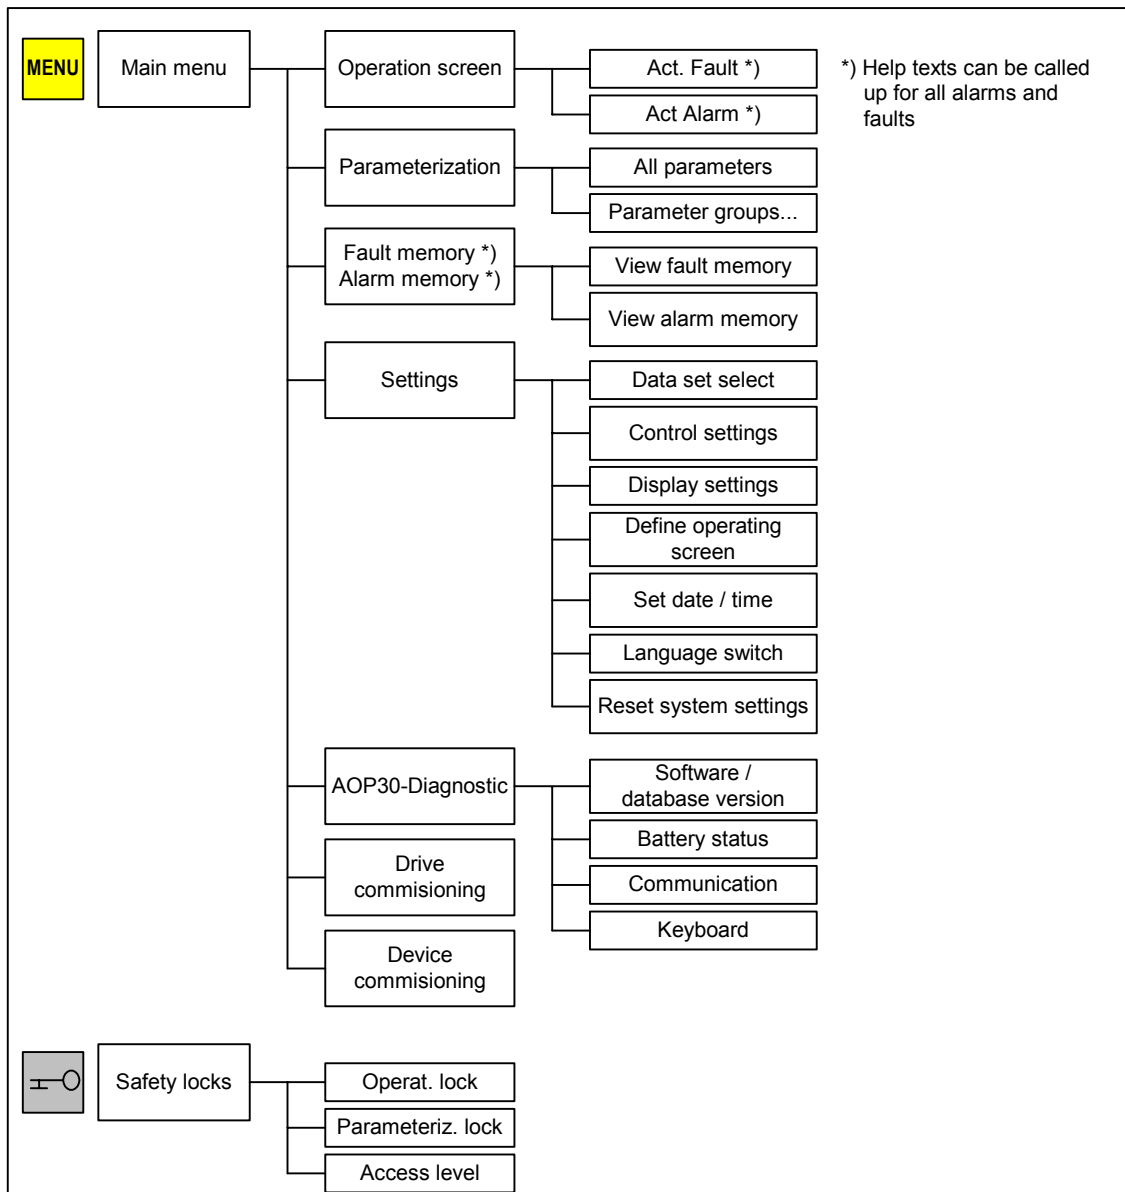 MENU
Main menu
Operation screen
Act. Fault *)
Act Alarm *)
*) Help texts can be called
up for all alarms and
faults
Parameterization
All parameters
Parameter groups...
Fault memory *)
Alarm memory *)
View fault memory
View alarm memory
Settings
Data set select
Control settings
Display settings
Define operating
screen
Set date / time
Language switch
Reset system settings
AOP30-Diagnostic
Software /
database version
Battery status
Communication
Keyboard
Drive
commisioning
Device
commisioning
Safety locks
Operat. lock
Parameteriz. lock
Access level